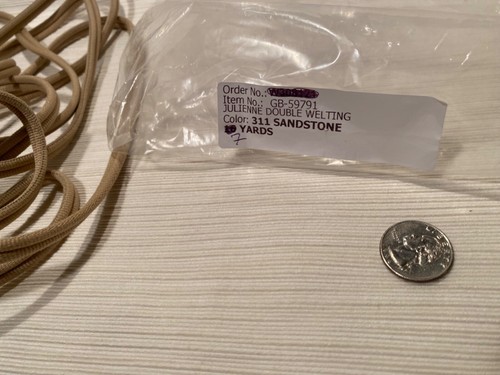 Order No.:
Item No.: GB-59791
JULIENNE DOUBLE WELTING
Color: 311 SANDSTONE
YARDS
7